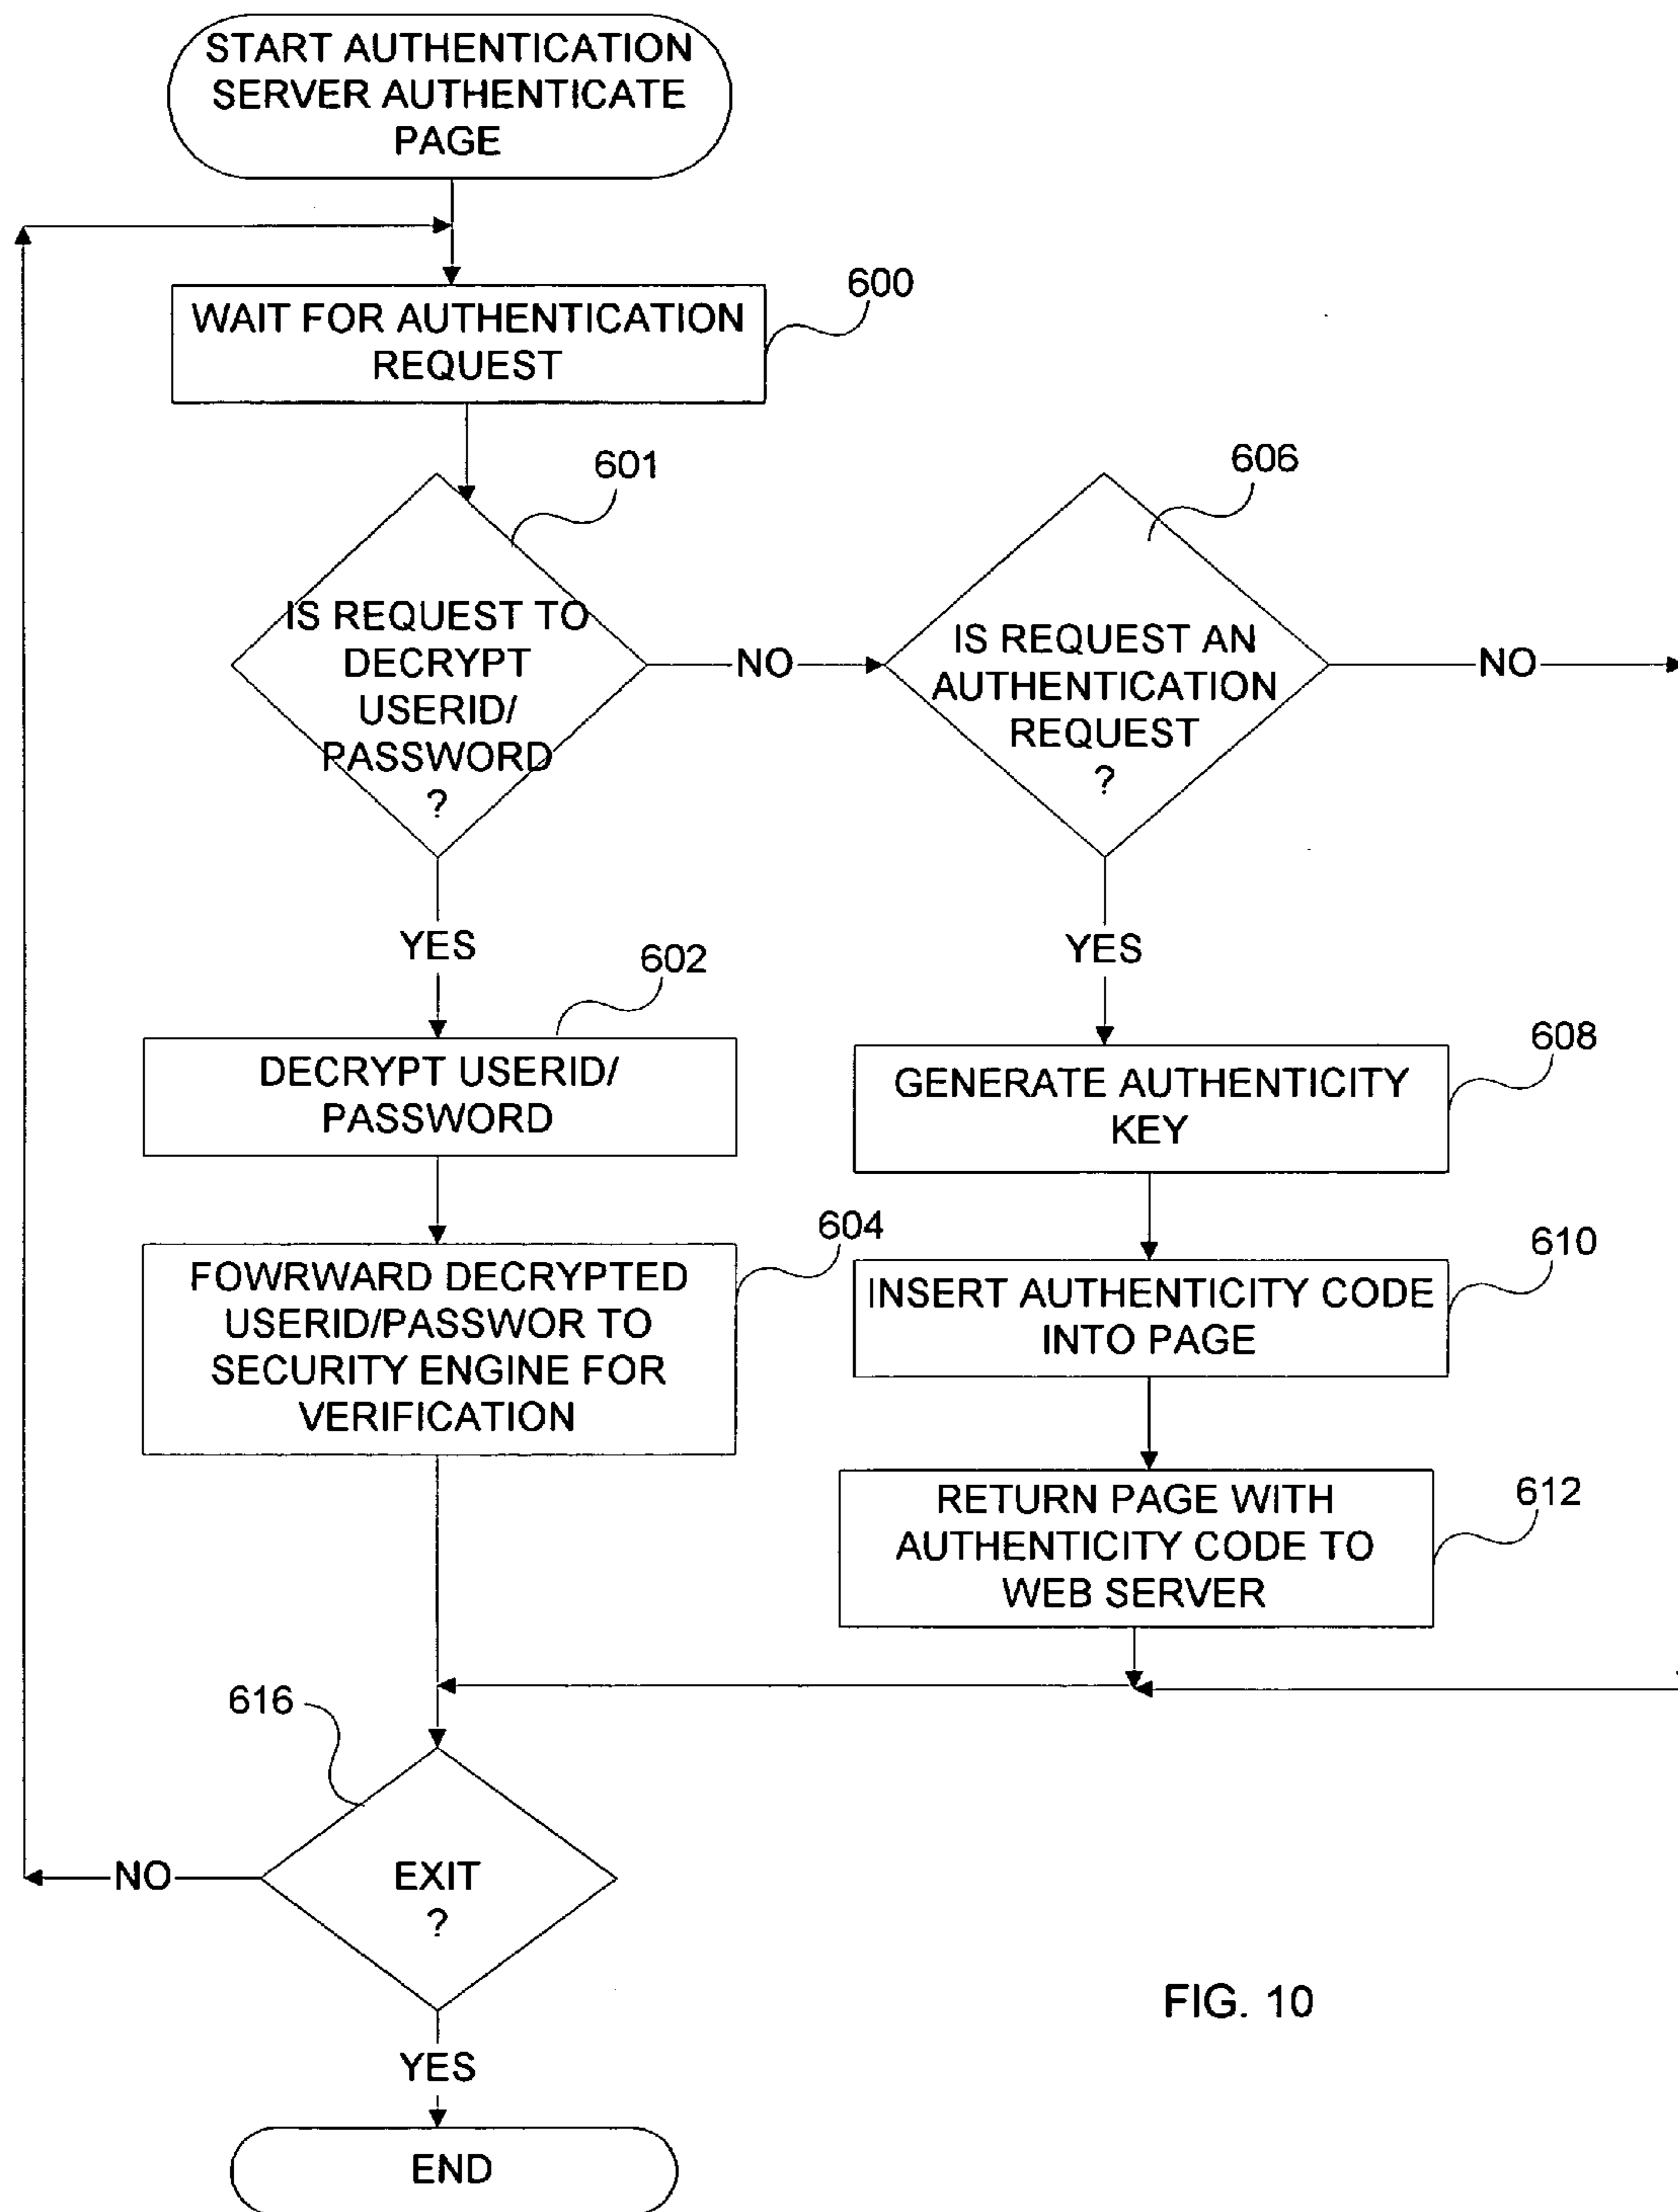 START AUTHENTICATION
SERVER AUTHENTICATE
PAGE
600
WAIT FOR AUTHENTICATION
REQUEST
601
IS REQUEST TO
DECRYPT
USERID/
PASSWORD
?
NO
606
IS REQUEST AN
AUTHENTICATION
REQUEST
?
NO
YES
YES
602
DECRYPT USERID/
PASSWORD
608
GENERATE AUTHENTICITY
KEY
604
FOWRWARD DECRYPTED
USERID/PASSWOR TO
SECURITY ENGINE FOR
VERIFICATION
610
INSERT AUTHENTICITY CODE
INTO PAGE
612
RETURN PAGE WITH
AUTHENTICITY CODE TO
WEB SERVER
616
EXIT
?
NO
YES
END
FIG. 10